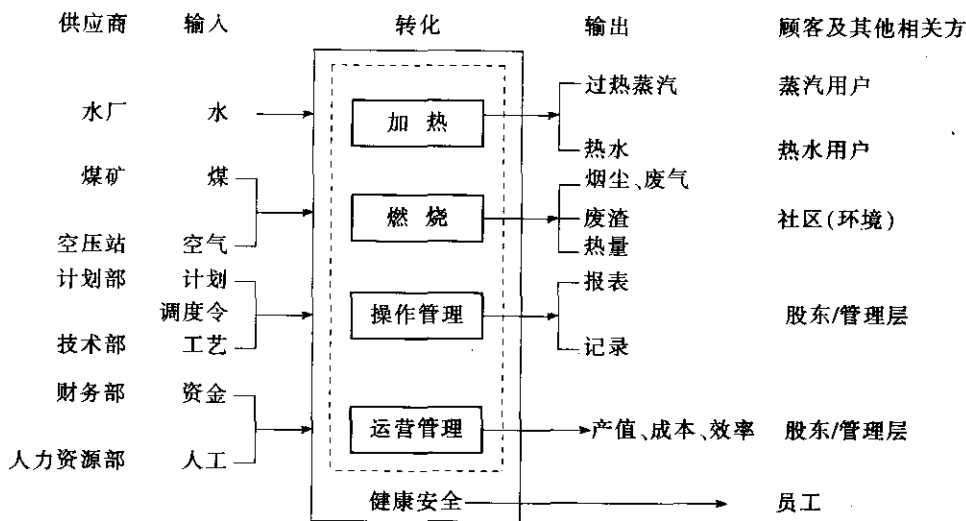 供应商 输入 转化 输出 顾客及其他相关方
过热蒸汽 蒸汽用户
水厂 水 加热
热水 热水用户
煤矿 煤 烟尘、废气
燃烧 废渣 社区(环境)
空压站 空气 热量
计划部 计划 报表
调度令 操作管理 股东/管理层
技术部 工艺 记录
财务部 资金
运营管理 产值、成本、效率 股东/管理层
人力资源部 人工
健康安全 员工